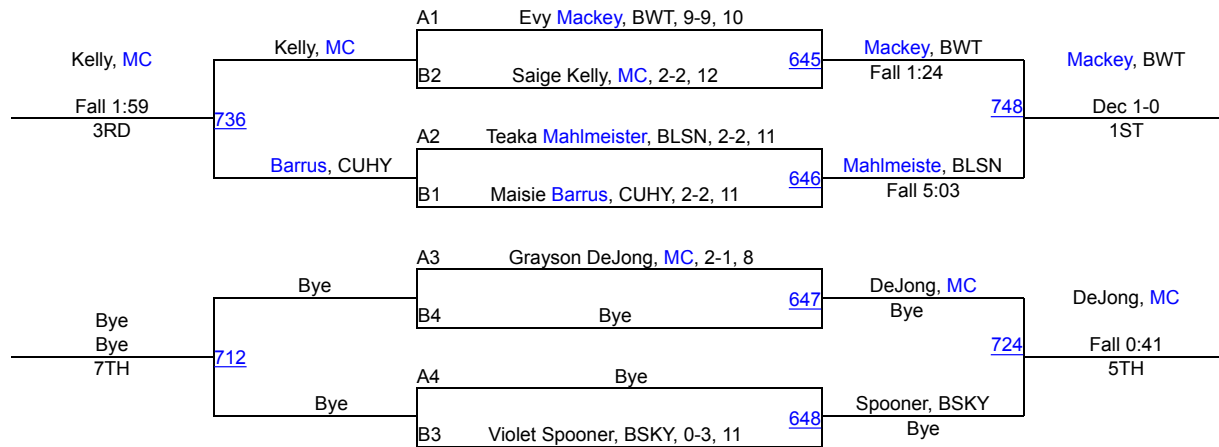 A1 Evy Mackey, BWT, 9-9, 10
Kelly, MC
Kelly, MC
645
Mackey, BWT
Mackey, BWT
B2 Saige Kelly, MC, 2-2, 12
Fall 1:24
Fall 1:59
736
748
Dec 1-0
3RD
1ST
A2 Teaka Mahlmeister, BLSN, 2-2, 11
Barrus, CUHY
646
Mahlmeiste, BLSN
B1 Maisie Barrus, CUHY, 2-2, 11
Fall 5:03
A3 Grayson DeJong, MC, 2-1, 8
Bye
647
DeJong, MC
DeJong, MC
Bye
B4 Bye
Bye
Bye
712
724
Fall 0:41
7TH
5TH
A4 Bye
Bye
648
Spooner, BSKY
B3 Violet Spooner, BSKY, 0-3, 11
Bye